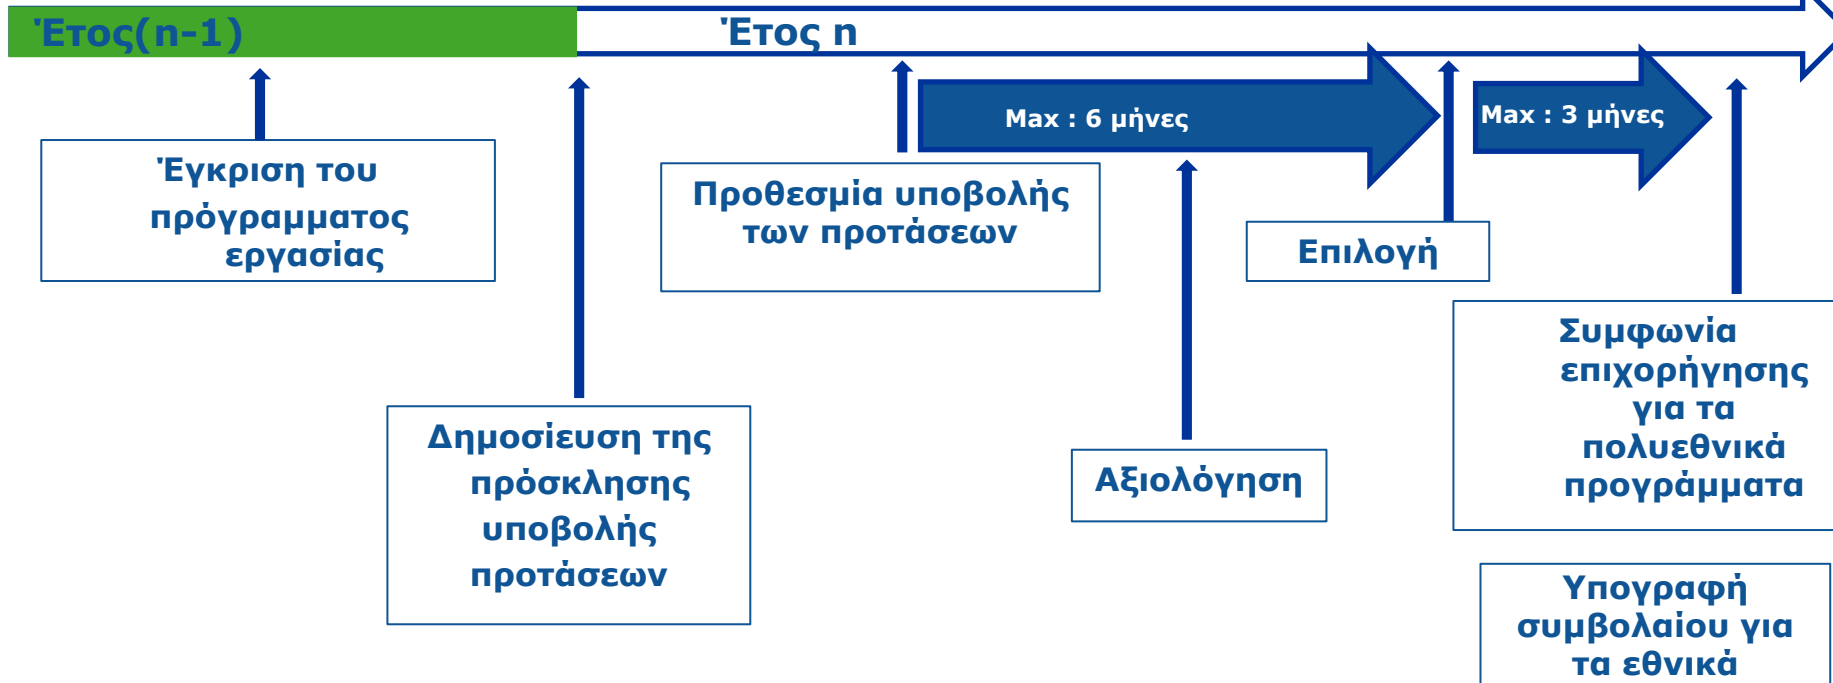 Έτος(n-1)
Έτος n
Max : 6 μήνες
Max : 3 μήνες
Έγκριση του
πρόγραμματος
εργασίας
Προθεσμία υποβολής
των προτάσεων
Επιλογή
Συμφωνία
επιχορήγησης
για τα
πολυεθνικά
προγράμματα
Δημοσίευση της
πρόσκλησης
υποβολής
προτάσεων
Αξιολόγηση
Υπογραφή
συμβολαίου για
τα εθνικά